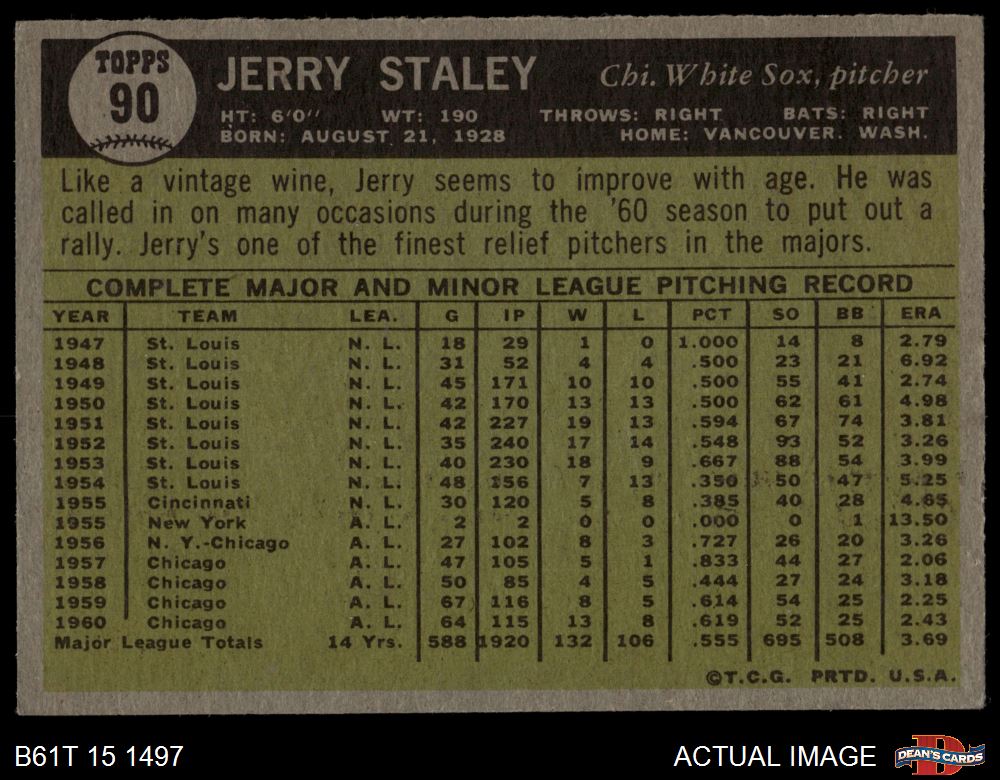 TOPPS
90
JERRY STALEY Chi. White Sox, pitcher
HT: 6'0" WT: 190 THROWS: RIGHT BATS: RIGHT
BORN: AUGUST 21, 1928 HOME: VANCOUVER. WASH.
Like a vintage wine, Jerry seems to improve with age. He was
called in on many occasions during the '60 season to put out a
rally. Jerry's one of the finest relief pitchers in the majors.
COMPLETE MAJOR AND MINOR LEAGUE PITCHING RECORD
YEAR TEAM LEA. G IP W L PCT SO BB ERA
1947 St. Louis N. L. 18 29 1 0 1.000 14 8 2.79
1948 St. Louis N. L. 31 52 4 4 .500 23 21 6.92
1949 St. Louis N. L. 45 171 10 10 .500 55 41 2.74
1950 St. Louis N. L. 42 170 13 13 .500 62 61 4.98
1951 St. Louis N. L. 42 227 19 13 .594 67 74 3.81
1952 St. Louis N. L. 35 240 17 14 .548 93 52 3.26
1953 St. Louis N. L. 40 230 18 9 .667 88 54 3.99
1954 St. Louis N. L. 48 156 7 13 .350 50 47 5.25
1955 Cincinnati N. L. 30 120 5 8 .385 40 28 4.65
1955 New York A. L. 2 2 0 0 .000 0 1 13.50
1956 N. Y.-Chicago A. L. 27 102 8 3 .727 26 20 3.26
1957 Chicago A. L. 47 105 5 1 .833 44 27 2.06
1958 Chicago A. L. 50 85 4 5 .444 27 24 3.18
1959 Chicago A. L. 67 116 8 5 .614 54 25 2.25
1960 Chicago A. L. 64 115 13 8 .619 52 25 2.43
Major League Totals 14 Yrs. 588 1920 132 106 .555 695 508 3.69
©T.C.G. PRTD. U.S.A.
B61T 15 1497 ACTUAL IMAGE DEAN'S CARDS